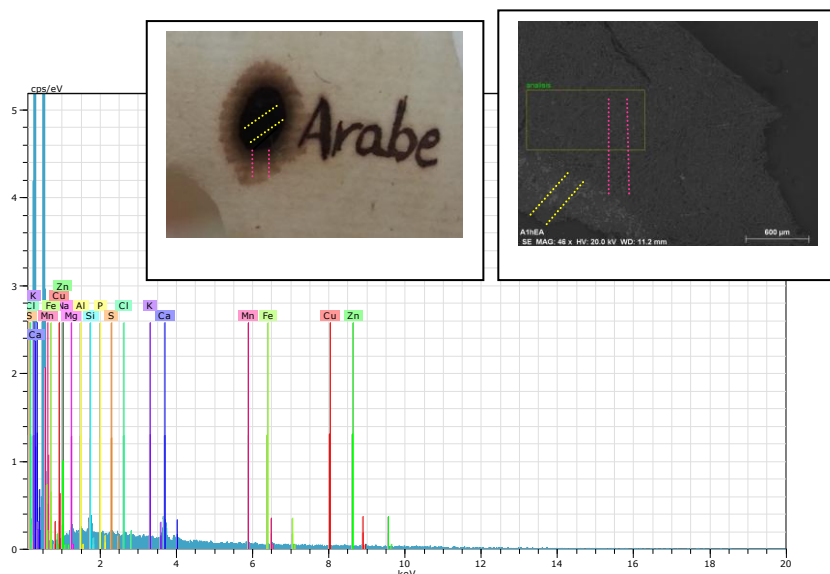 cps/eV
Arabe
analysis
A1hEA
SE MAG: 46 x HV: 20.0 kV WD: 11.2 mm
600 µm
5
4
3
2
1
0
Zn
K Cu
Cl Fe Na Al P Cl K
S Mn Mg Si S Ca Mn Fe Cu Zn
Ca
2 4 6 8 10 12 14 16 18 20
keV